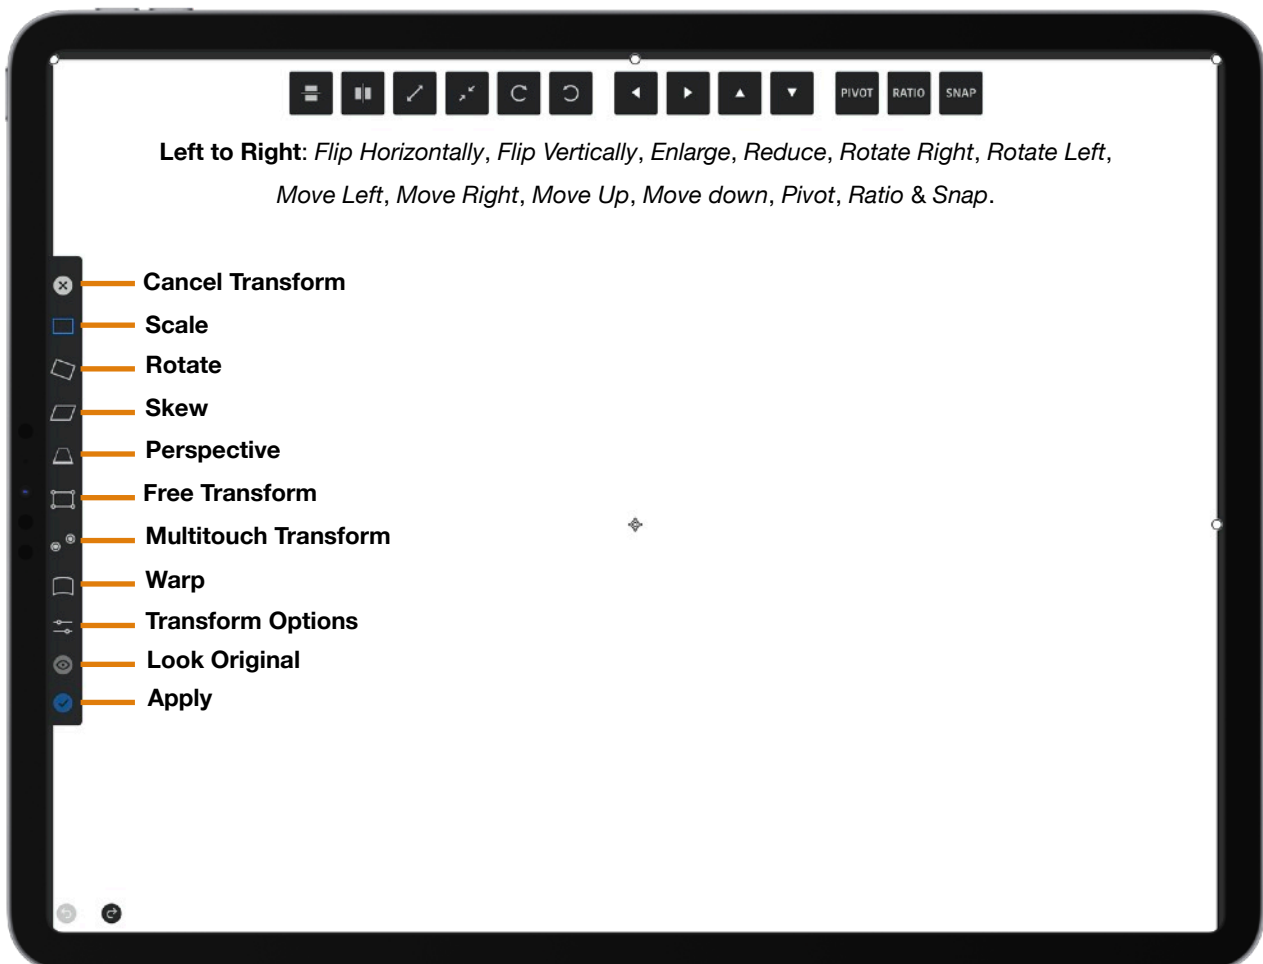 PIVOT RATIO SNAP
Left to Right: Flip Horizontally, Flip Vertically, Enlarge, Reduce, Rotate Right, Rotate Left,
Move Left, Move Right, Move Up, Move down, Pivot, Ratio & Snap.
Cancel Transform
Scale
Rotate
Skew
Perspective
Free Transform
Multitouch Transform
Warp
Transform Options
Look Original
Apply